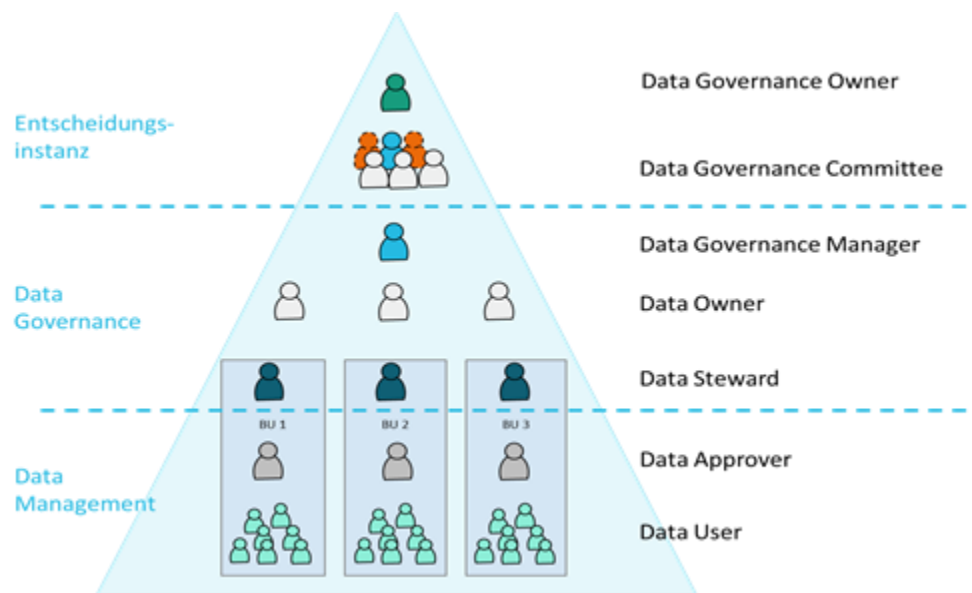 Data Governance Owner
Entscheidungs-
instanz
Data Governance Committee
Data Governance Manager
Data
Governance
Data Owner
Data Steward
BU 1
BU 2
BU 3
Data Approver
Data
Management
Data User